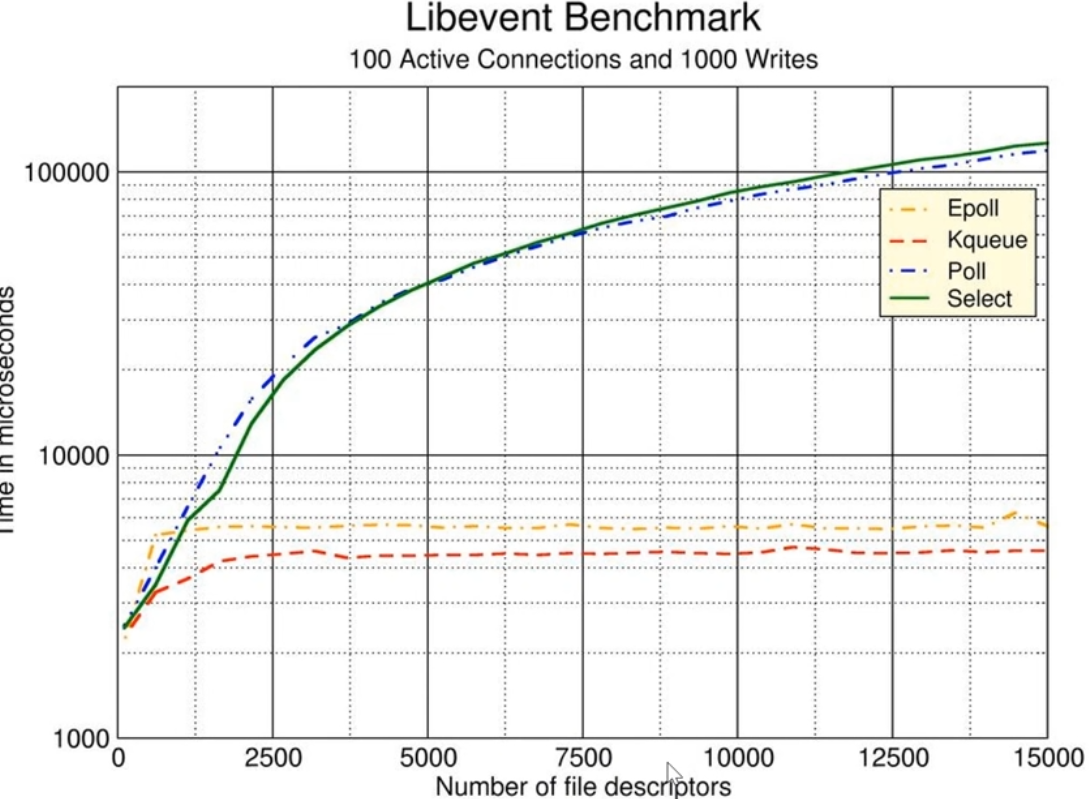 Libevent Benchmark
100 Active Connections and 1000 Writes
Time in microseconds
100000
10000
1000
Epoll
Kqueue
Poll
Select
0 2500 5000 7500 10000 12500 15000
Number of file descriptors